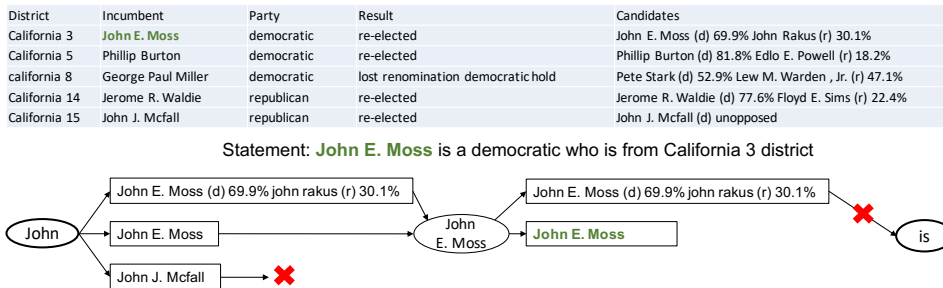 District Incumbent Party Result Candidates
California 3 John E. Moss democratic re-elected John E. Moss (d) 69.9% John Rakus (r) 30.1%
California 5 Phillip Burton democratic re-elected Phillip Burton (d) 81.8% Edlo E. Powell (r) 18.2%
california 8 George Paul Miller democratic lost renomination democratic hold Pete Stark (d) 52.9% Lew M. Warden , Jr. (r) 47.1%
California 14 Jerome R. Waldie republican re-elected Jerome R. Waldie (d) 77.6% Floyd E. Sims (r) 22.4%
California 15 John J. Mcfall republican re-elected John J. Mcfall (d) unopposed
Statement: John E. Moss is a democratic who is from California 3 district
John E. Moss (d) 69.9% john rakus (r) 30.1% John E. Moss (d) 69.9% john rakus (r) 30.1%
John John E. Moss John E. Moss John E. Moss is
John J. Mcfall